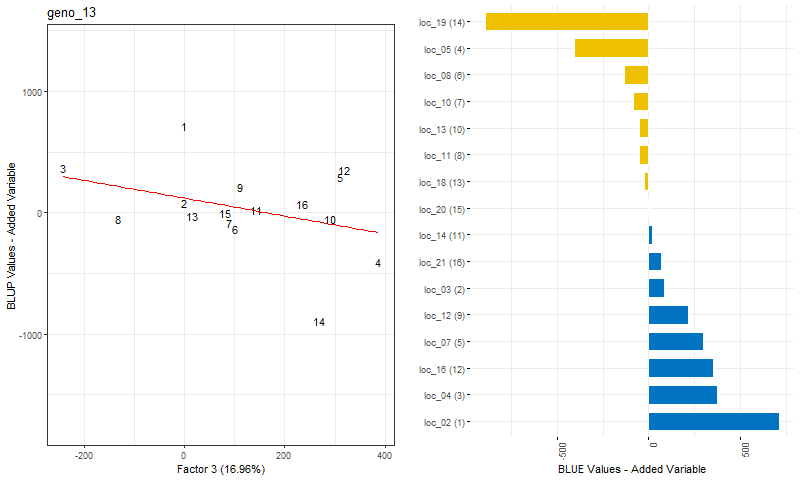 geno_13
BLUP Values - Added Variable
1000
0
-1000
1
3
2
8
13
9
15
11
7
6
16
12
5
10
4
14
-200
0
200
400
Factor 3 (16.96%)
loc_19 (14)
loc_05 (4)
loc_08 (6)
loc_10 (7)
loc_13 (10)
loc_11 (8)
loc_18 (13)
loc_20 (15)
loc_14 (11)
loc_21 (16)
loc_03 (2)
loc_12 (9)
loc_07 (5)
loc_16 (12)
loc_04 (3)
loc_02 (1)
-500
0
500
BLUE Values - Added Variable